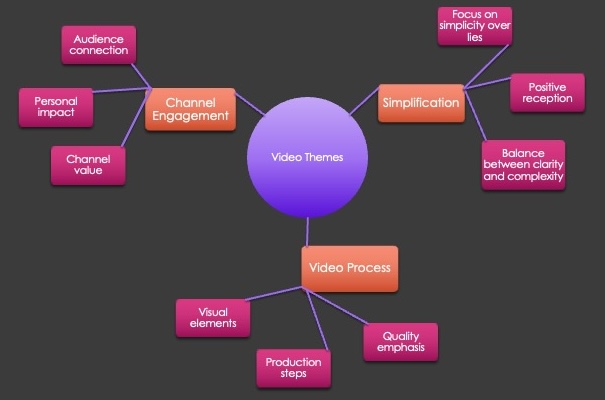 Focus on
simplicity over
lies
Audience
connection
Personal
impact
Channel
Engagement
Simplification
Positive
reception
Channel
value
Video Themes
Balance
between clarity
and complexity
Video Process
Visual
elements
Quality
emphasis
Production
steps